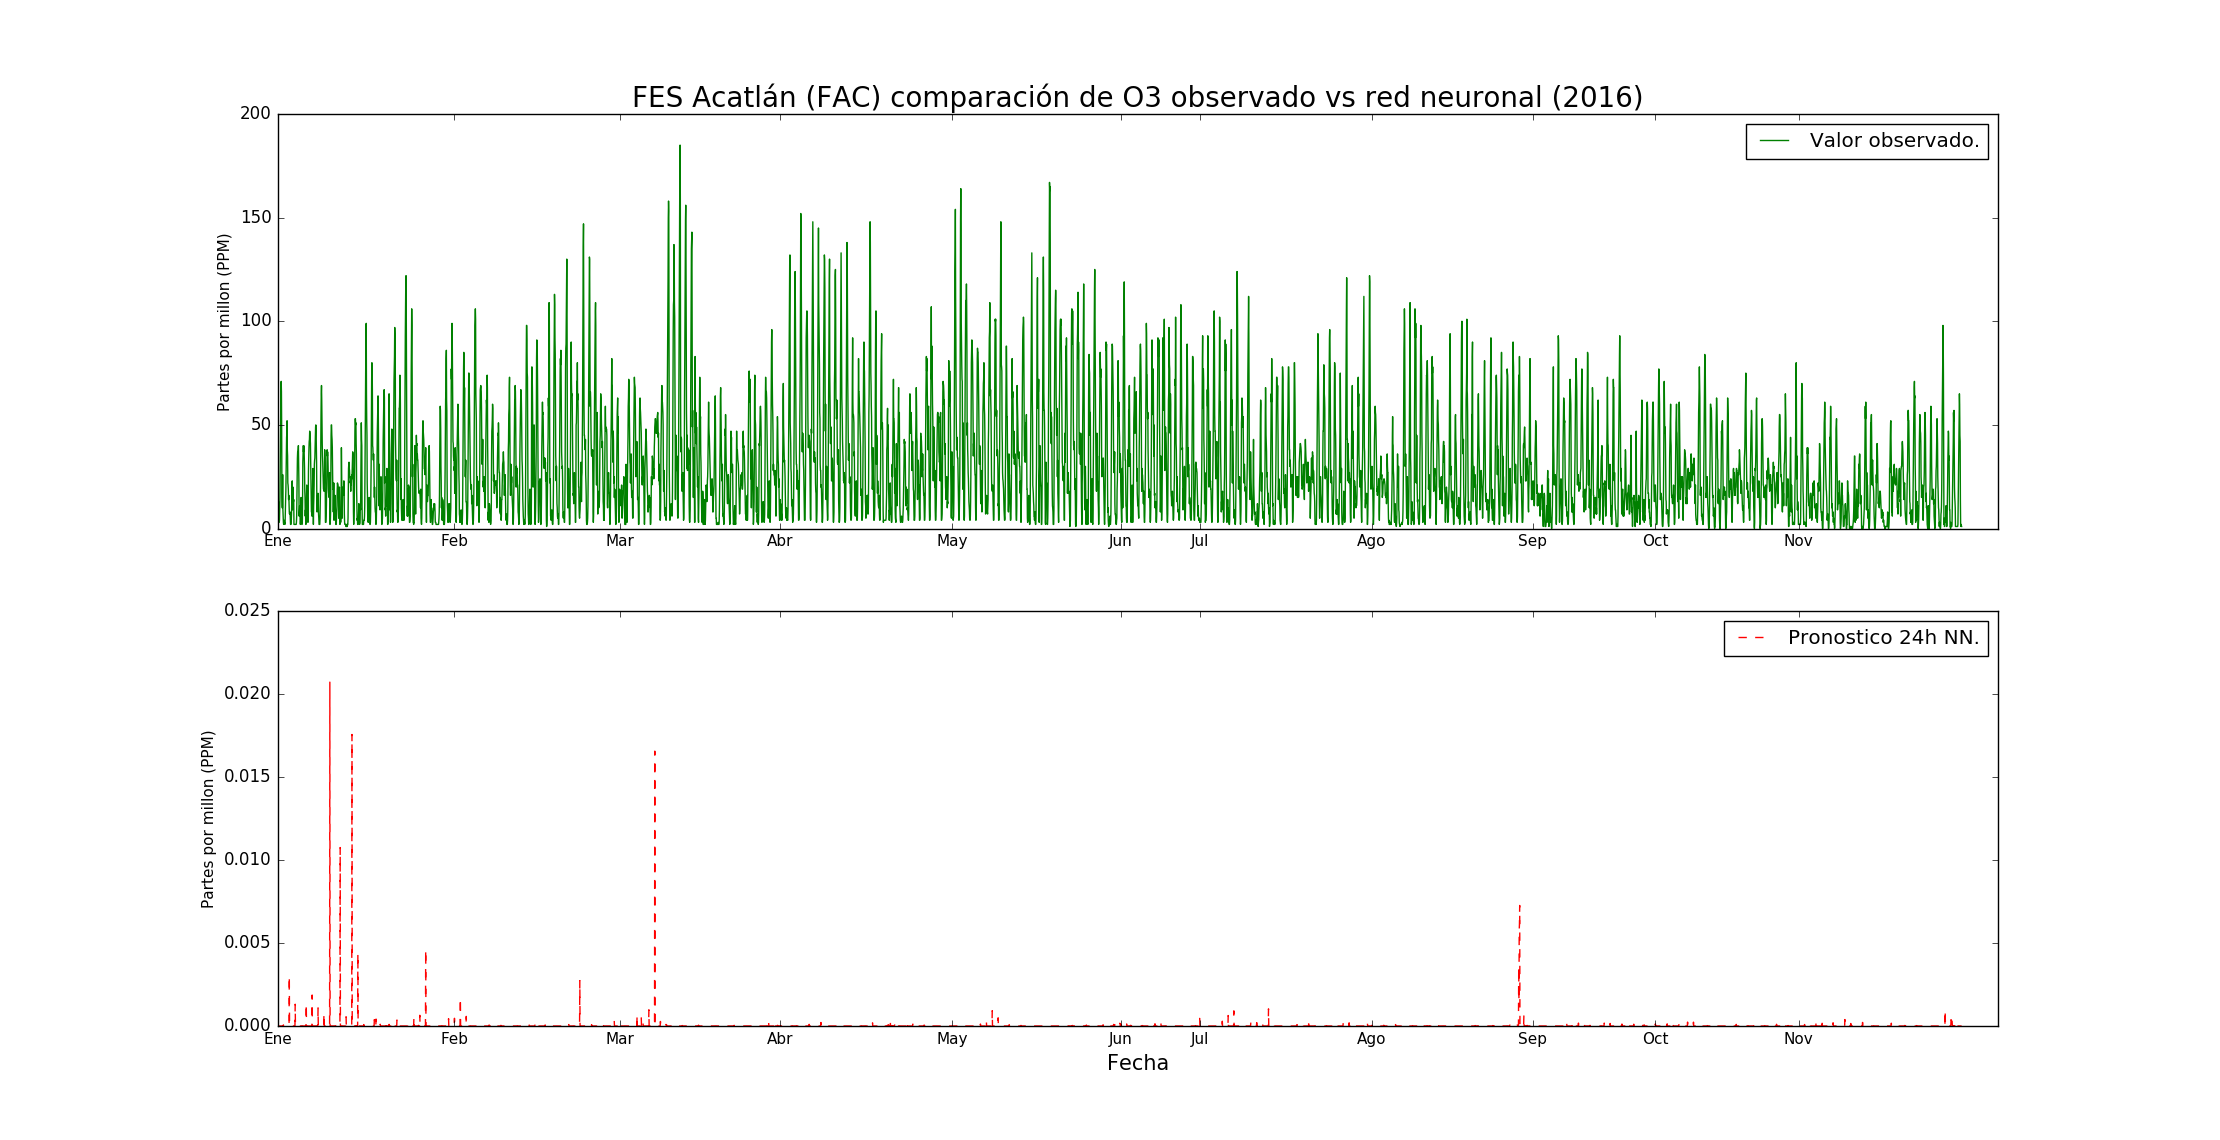 FES Acatlán (FAC) comparación de O3 observado vs red neuronal (2016)
200
150
100
50
0
Partes por millon (PPM)
Valor observado.
Ene Feb Mar Abr May Jun Jul Ago Sep Oct Nov
0.025
0.020
0.015
0.010
0.005
0.000
Partes por millon (PPM)
Pronostico 24h NN.
Ene Feb Mar Abr May Jun Jul Ago Sep Oct Nov
Fecha